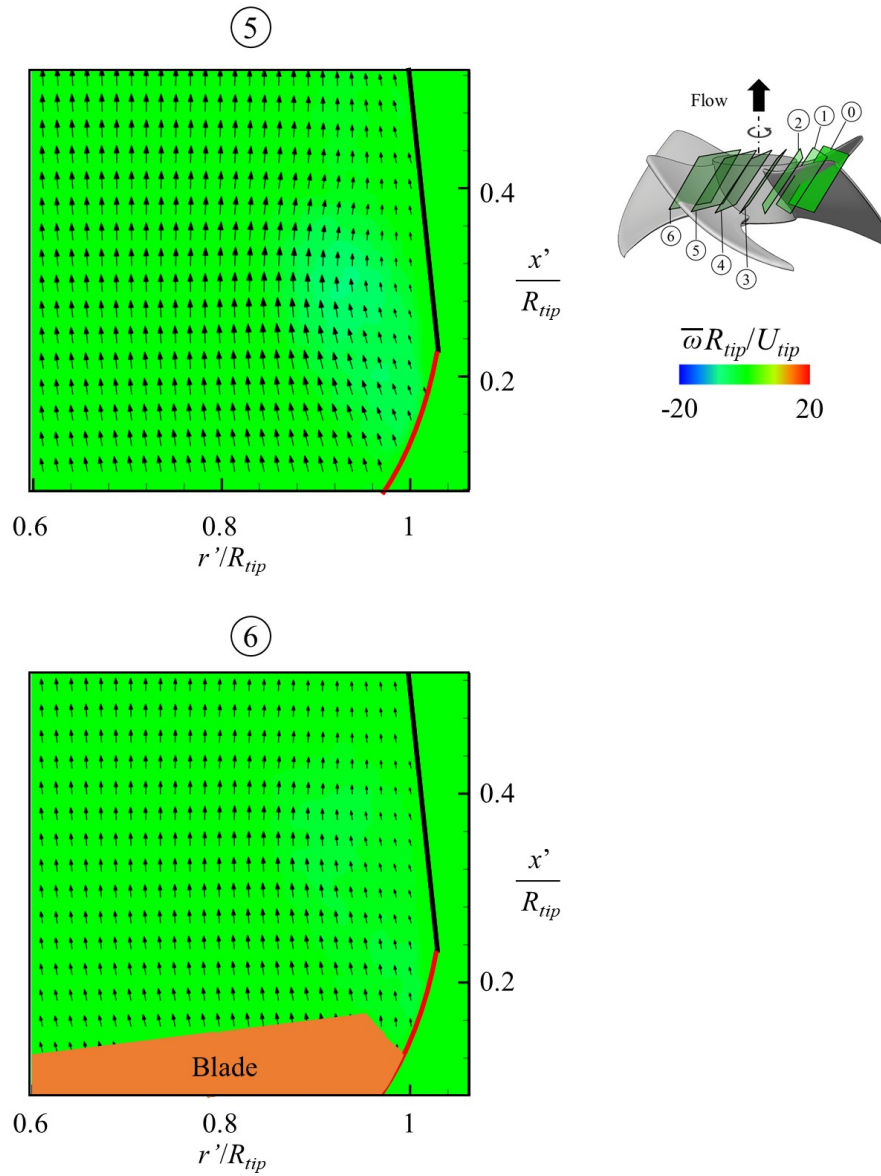 ⑤
0.4
x’
R_tip
0.2
0.6
0.8
1
r’/R_tip
Flow
⓪
①
②
⑥
⑤
④
③
ω̅R_tip/U_tip
-20
20
⑥
0.4
x’
R_tip
0.2
Blade
0.6
0.8
1
r’/R_tip